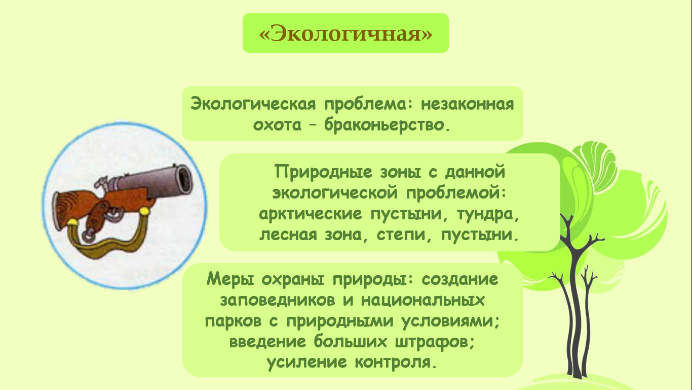 «Экологичная»
Экологическая проблема: незаконная
охота – браконьерство.
Природные зоны с данной
экологической проблемой:
арктические пустыни, тундра,
лесная зона, степи, пустыни.
Меры охраны природы: создание
заповедников и национальных
парков с природными условиями;
введение больших штрафов;
усиление контроля.